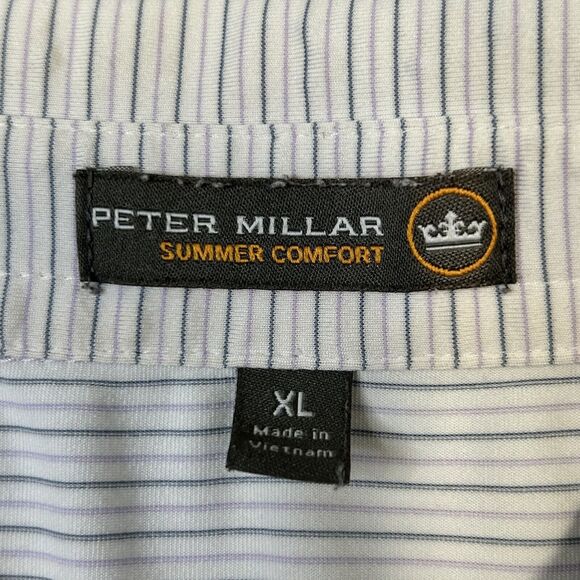 PETER MILLAR
SUMMER COMFORT
XL
Made in
Vietnam